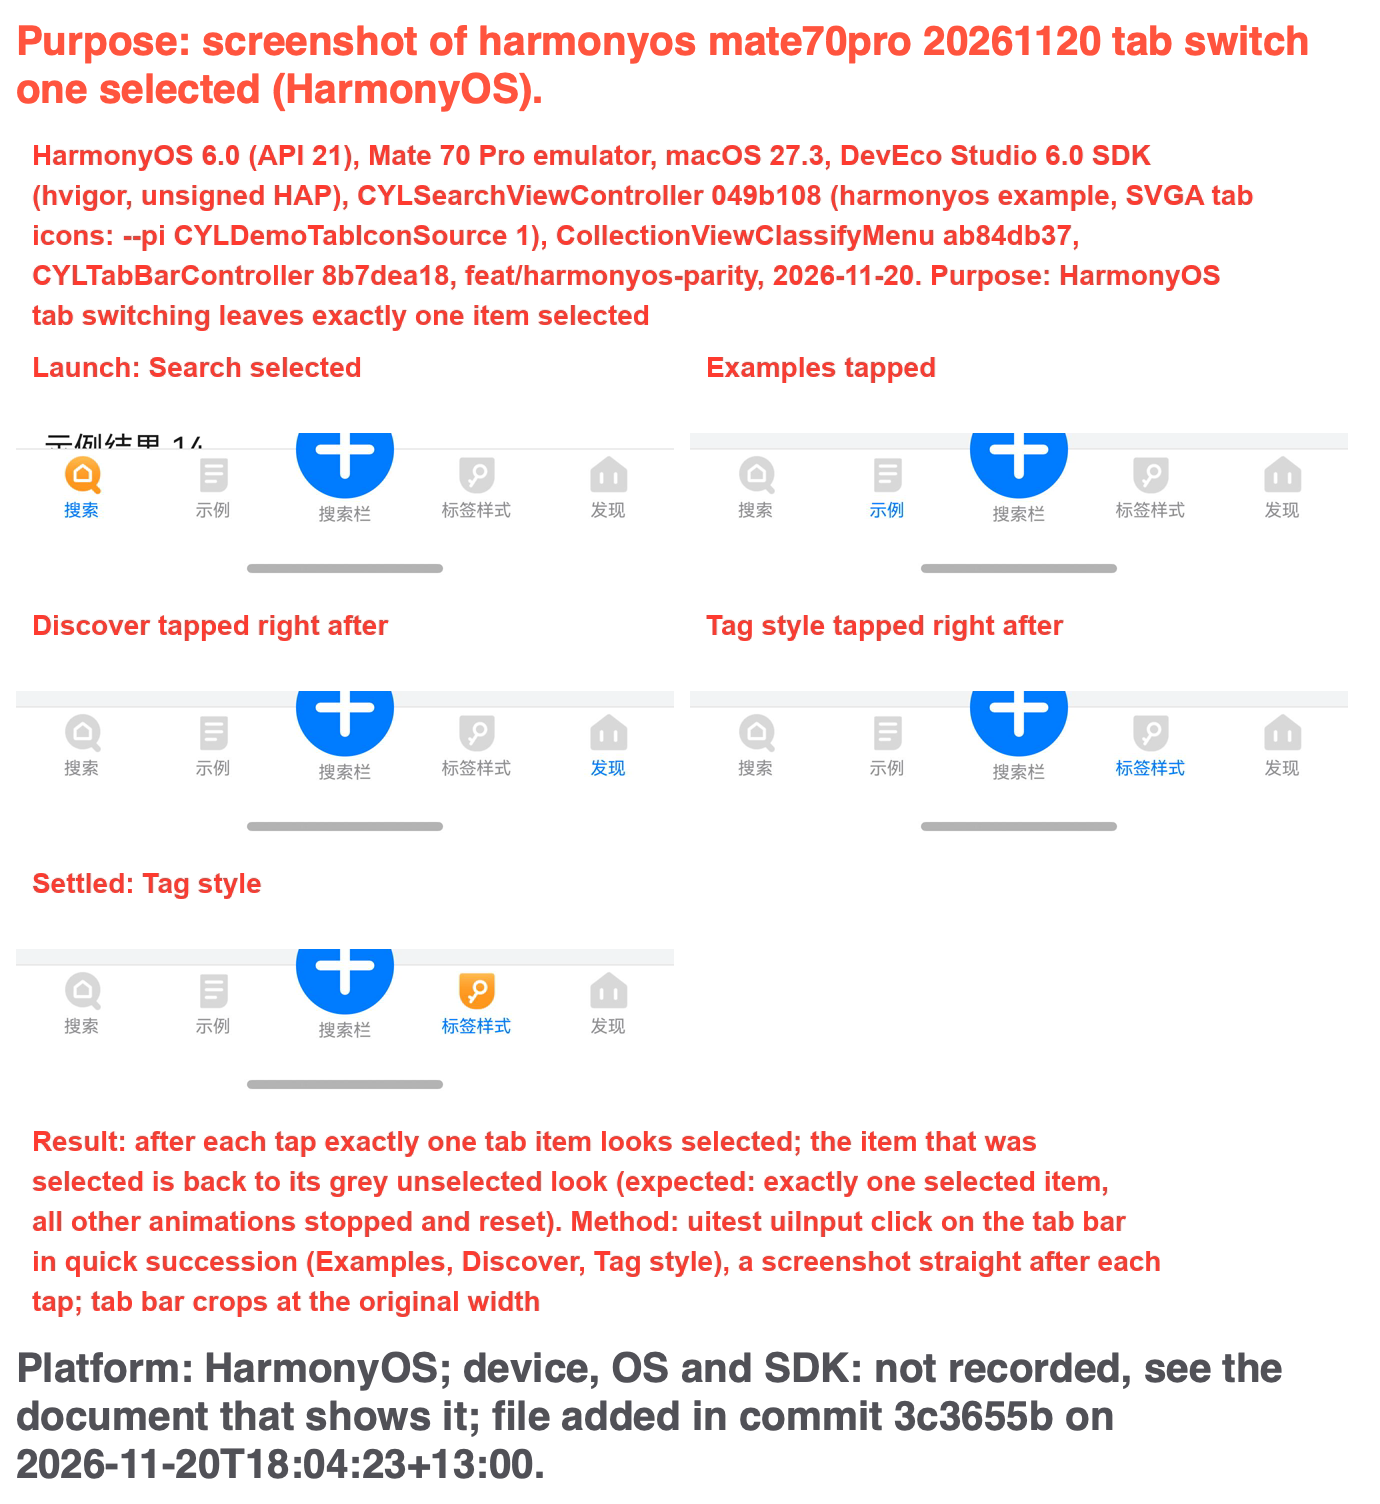 Purpose: screenshot of harmonyos mate70pro 20261120 tab switch
one selected (HarmonyOS).
HarmonyOS 6.0 (API 21), Mate 70 Pro emulator, macOS 27.3, DevEco Studio 6.0 SDK
(hvigor, unsigned HAP), CYLSearchViewController 049b108 (harmonyos example, SVGA tab
icons: --pi CYLDemoTabIconSource 1), CollectionViewClassifyMenu ab84db37,
CYLTabBarController 8b7dea18, feat/harmonyos-parity, 2026-11-20. Purpose: HarmonyOS
tab switching leaves exactly one item selected
Launch: Search selected
示例结果 14
搜索 示例 搜索栏 标签样式 发现
Examples tapped
搜索 示例 搜索栏 标签样式 发现
Discover tapped right after
搜索 示例 搜索栏 标签样式 发现
Tag style tapped right after
搜索 示例 搜索栏 标签样式 发现
Settled: Tag style
搜索 示例 搜索栏 标签样式 发现
Result: after each tap exactly one tab item looks selected; the item that was
selected is back to its grey unselected look (expected: exactly one selected item,
all other animations stopped and reset). Method: uitest uiInput click on the tab bar
in quick succession (Examples, Discover, Tag style), a screenshot straight after each
tap; tab bar crops at the original width
Platform: HarmonyOS; device, OS and SDK: not recorded, see the
document that shows it; file added in commit 3c3655b on
2026-11-20T18:04:23+13:00.